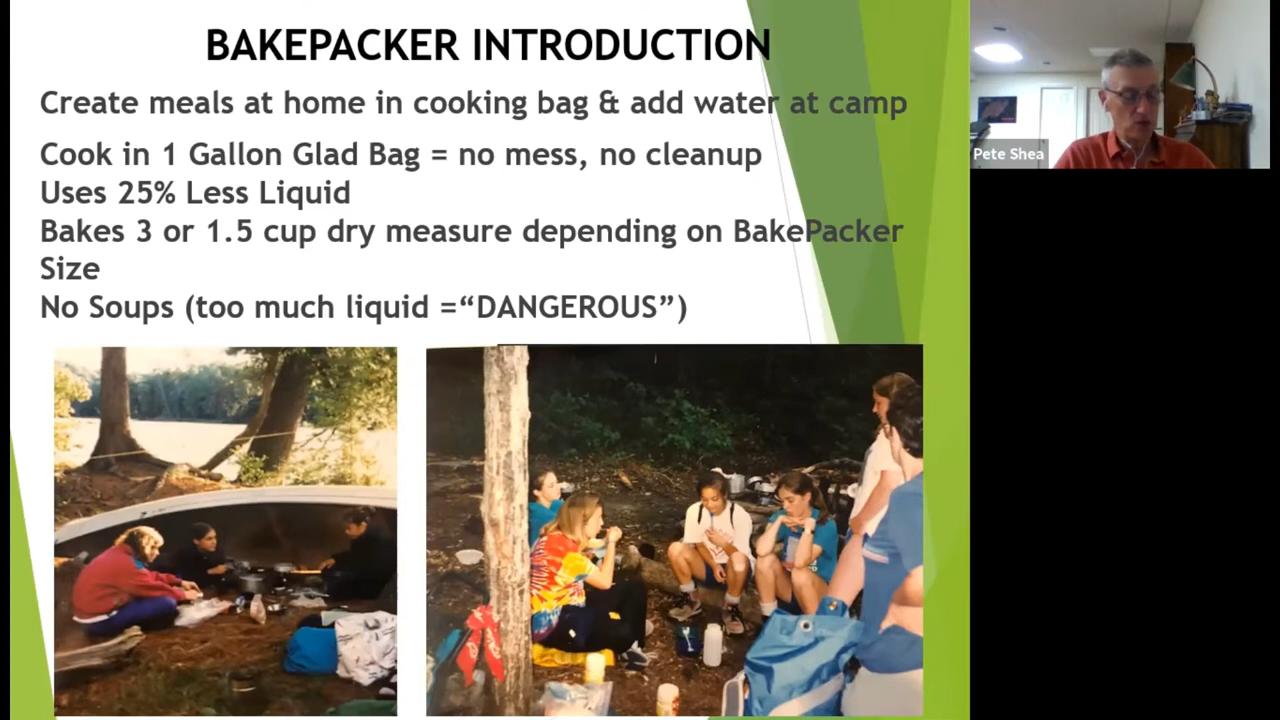 BAKEPACKER INTRODUCTION
Create meals at home in cooking bag & add water at camp
Cook in 1 Gallon Glad Bag = no mess, no cleanup
Uses 25% Less Liquid
Bakes 3 or 1.5 cup dry measure depending on BakePacker
Size
No Soups (too much liquid =“DANGEROUS”)
Pete Shea